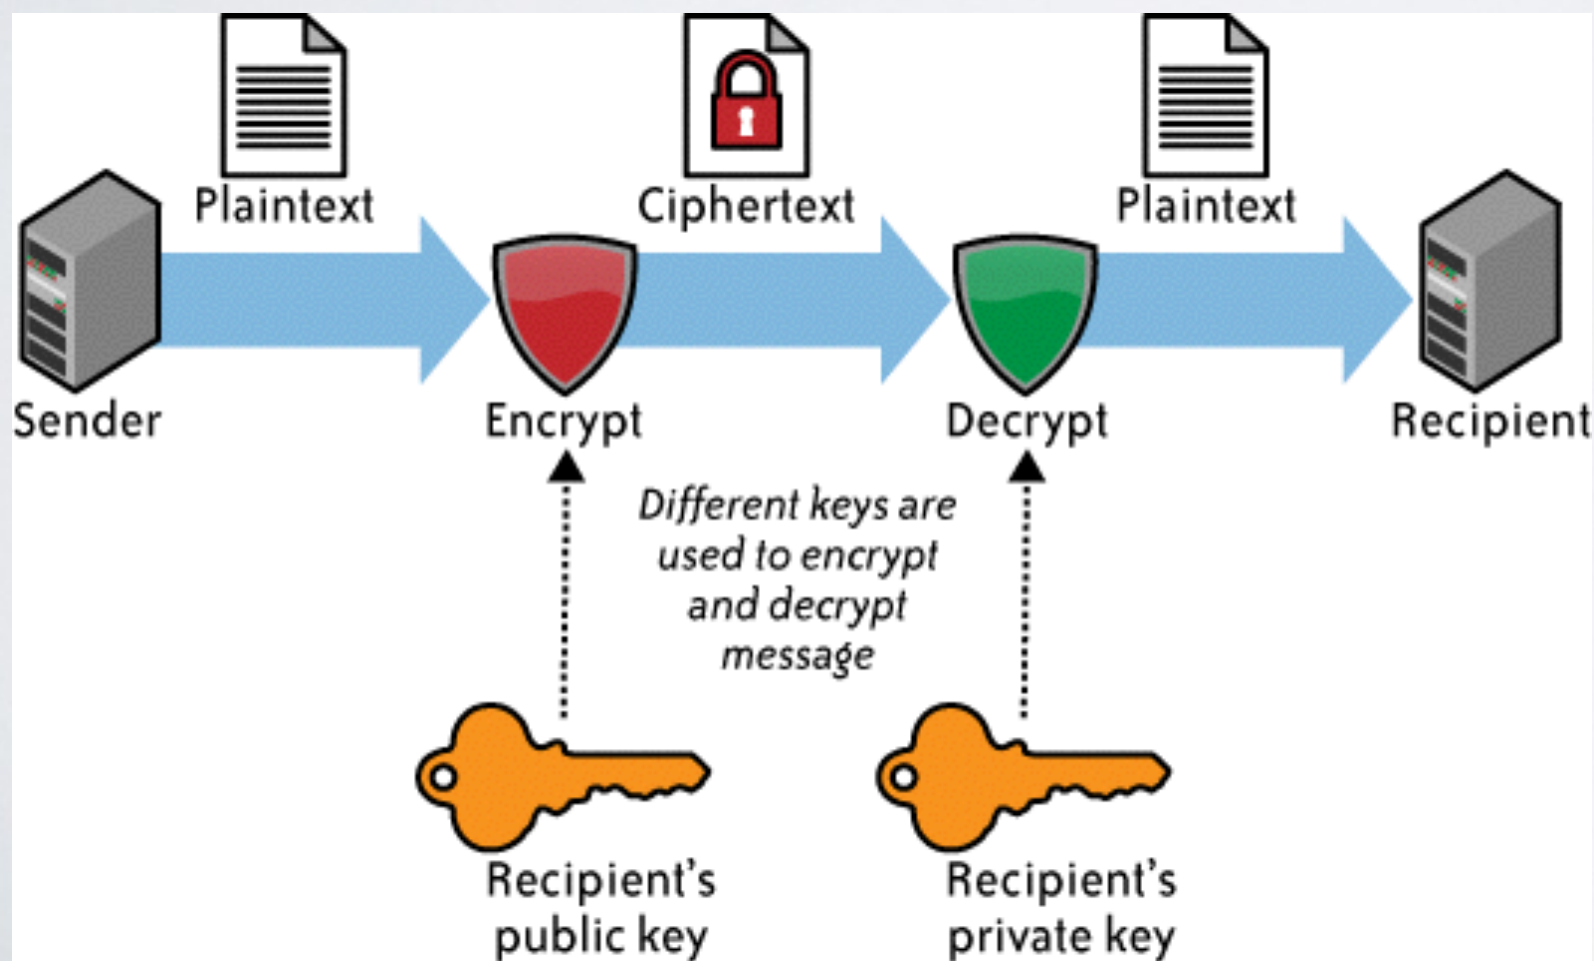 Plaintext
Ciphertext
Plaintext
Sender
Encrypt
Decrypt
Recipient
Different keys are
used to encrypt
and decrypt
message
Recipient's
public key
Recipient's
private key